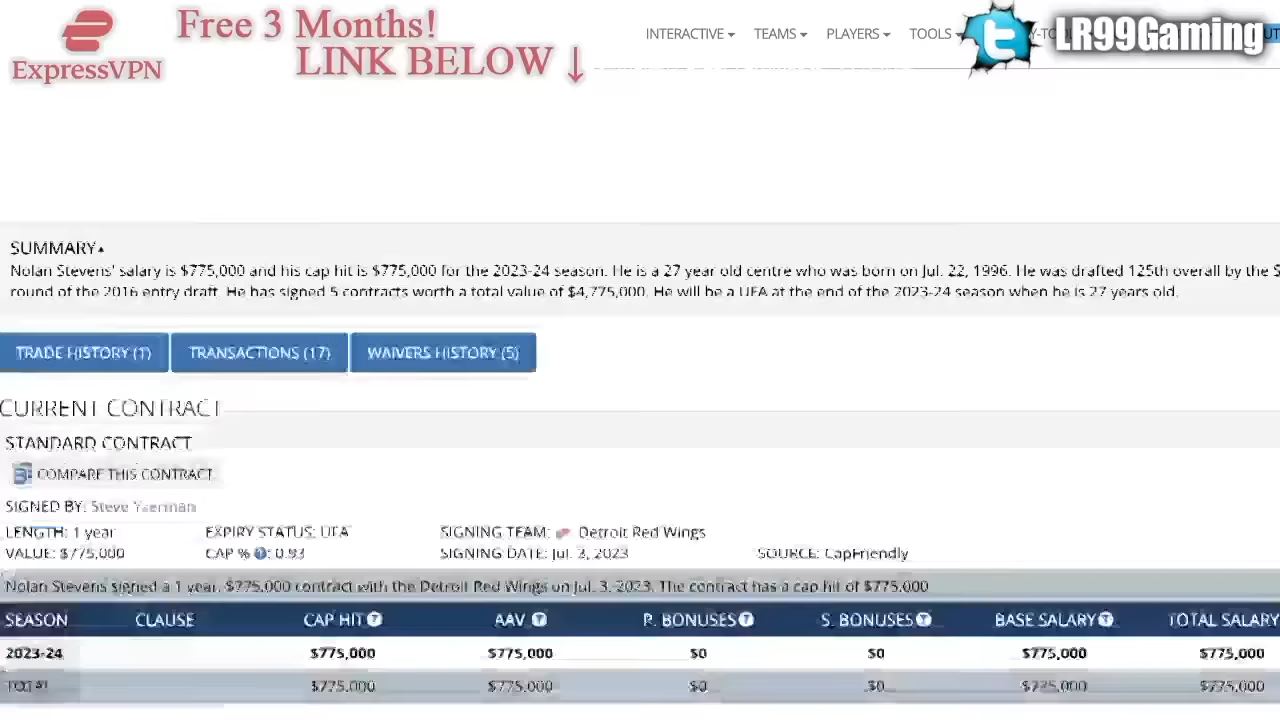 Free 3 Months!
LINK BELOW ↓
ExpressVPN
INTERACTIVE TEAMS PLAYERS TOOLS
LR99Gaming
SUMMARY
Nolan Stevens' salary is $775,000 and his cap hit is $775,000 for the 2023-24 season. He is a 27 year old centre who was born on Jul. 22, 1996. He was drafted 125th overall by the S
round of the 2016 entry draft. He has signed 5 contracts worth a total value of $4,775,000. He will be a UFA at the end of the 2023-24 season when he is 27 years old.
TRADE HISTORY (1) TRANSACTIONS (17) WAIVERS HISTORY (5)
CURRENT CONTRACT
STANDARD CONTRACT
COMPARE THIS CONTRACT
SIGNED BY: Steve Yzerman
LENGTH: 1 year EXPIRY STATUS: UFA SIGNING TEAM: Detroit Red Wings
VALUE: $775,000 CAP %: 0.93 SIGNING DATE: Jul. 2, 2023 SOURCE: CapFriendly
Nolan Stevens signed a 1 year, $775,000 contract with the Detroit Red Wings on Jul. 3, 2023. The contract has a cap hit of $775,000
SEASON CLAUSE CAP HIT AAV P. BONUSES S. BONUSES BASE SALARY TOTAL SALARY
2023-24 $775,000 $775,000 $0 $0 $775,000 $775,000
TOTAL $775,000 $775,000 $0 $0 $775,000 $775,000